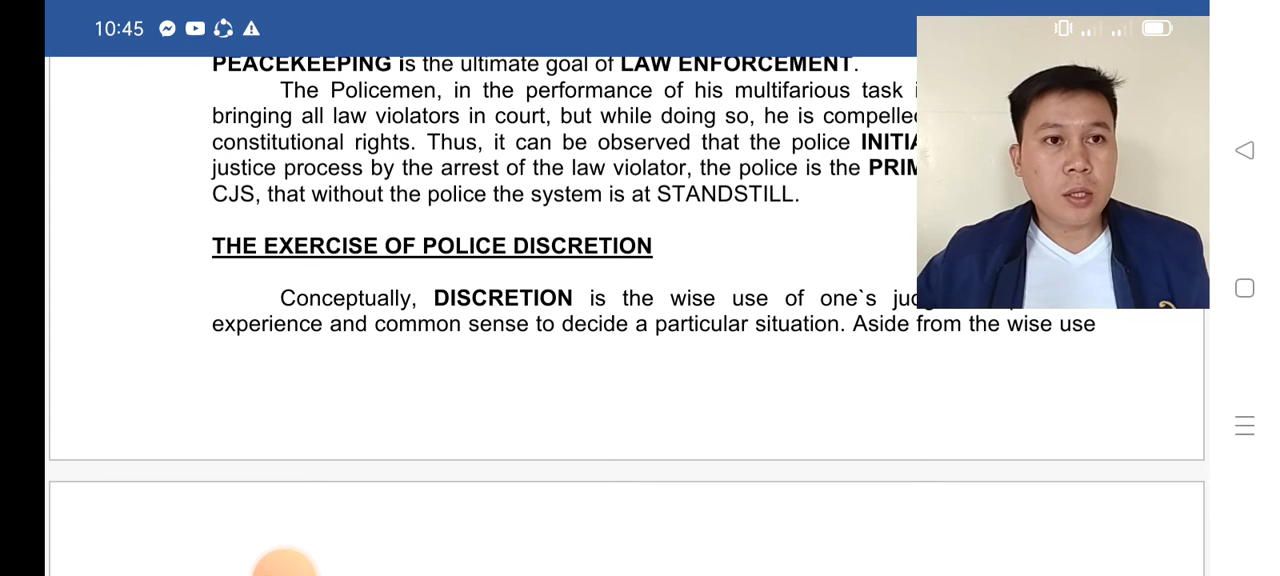 10:45
PEACEKEEPING is the ultimate goal of LAW ENFORCEMENT.
The Policemen, in the performance of his multifarious task
bringing all law violators in court, but while doing so, he is compelled
constitutional rights. Thus, it can be observed that the police
justice process by the arrest of the law violator, the police is the
CJS, that without the police the system is at STANDSTILL.
THE EXERCISE OF POLICE DISCRETION
Conceptually, DISCRETION is the wise use of one`s
experience and common sense to decide a particular situation. Aside from the wise use